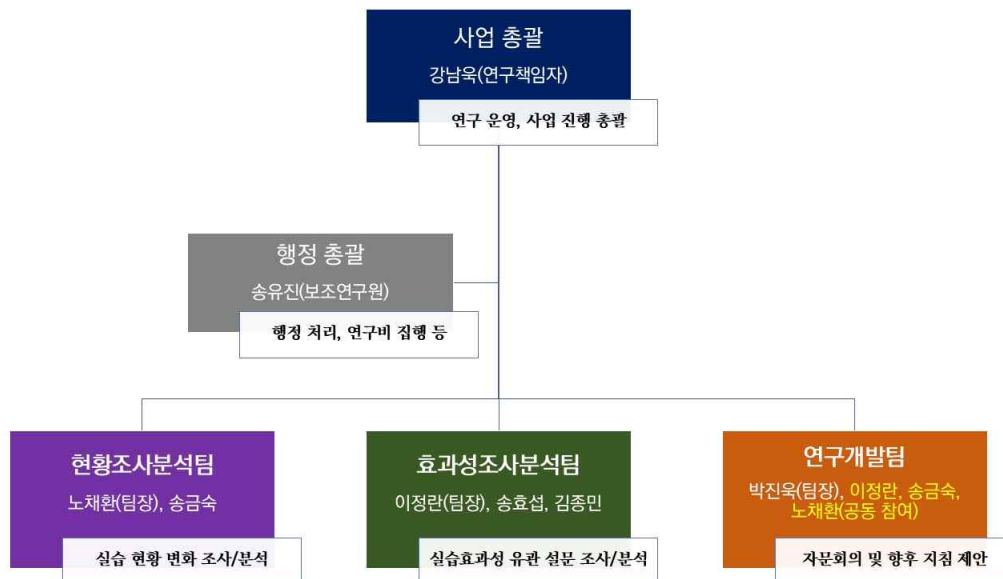 사업 총괄
강남욱(연구책임자)
연구 운영, 사업 진행 총괄
행정 총괄
송유진(보조연구원)
행정 처리, 연구비 집행 등
현황조사분석팀
노채환(팀장), 송금숙
실습 현황 변화 조사/분석
효과성조사분석팀
이정란(팀장), 송효섭, 김종민
실습효과성 유관 설문 조사/분석
연구개발팀
박진욱(팀장), 이정란, 송금숙,
노채환(공동 참여)
자문회의 및 향후 지침 제안